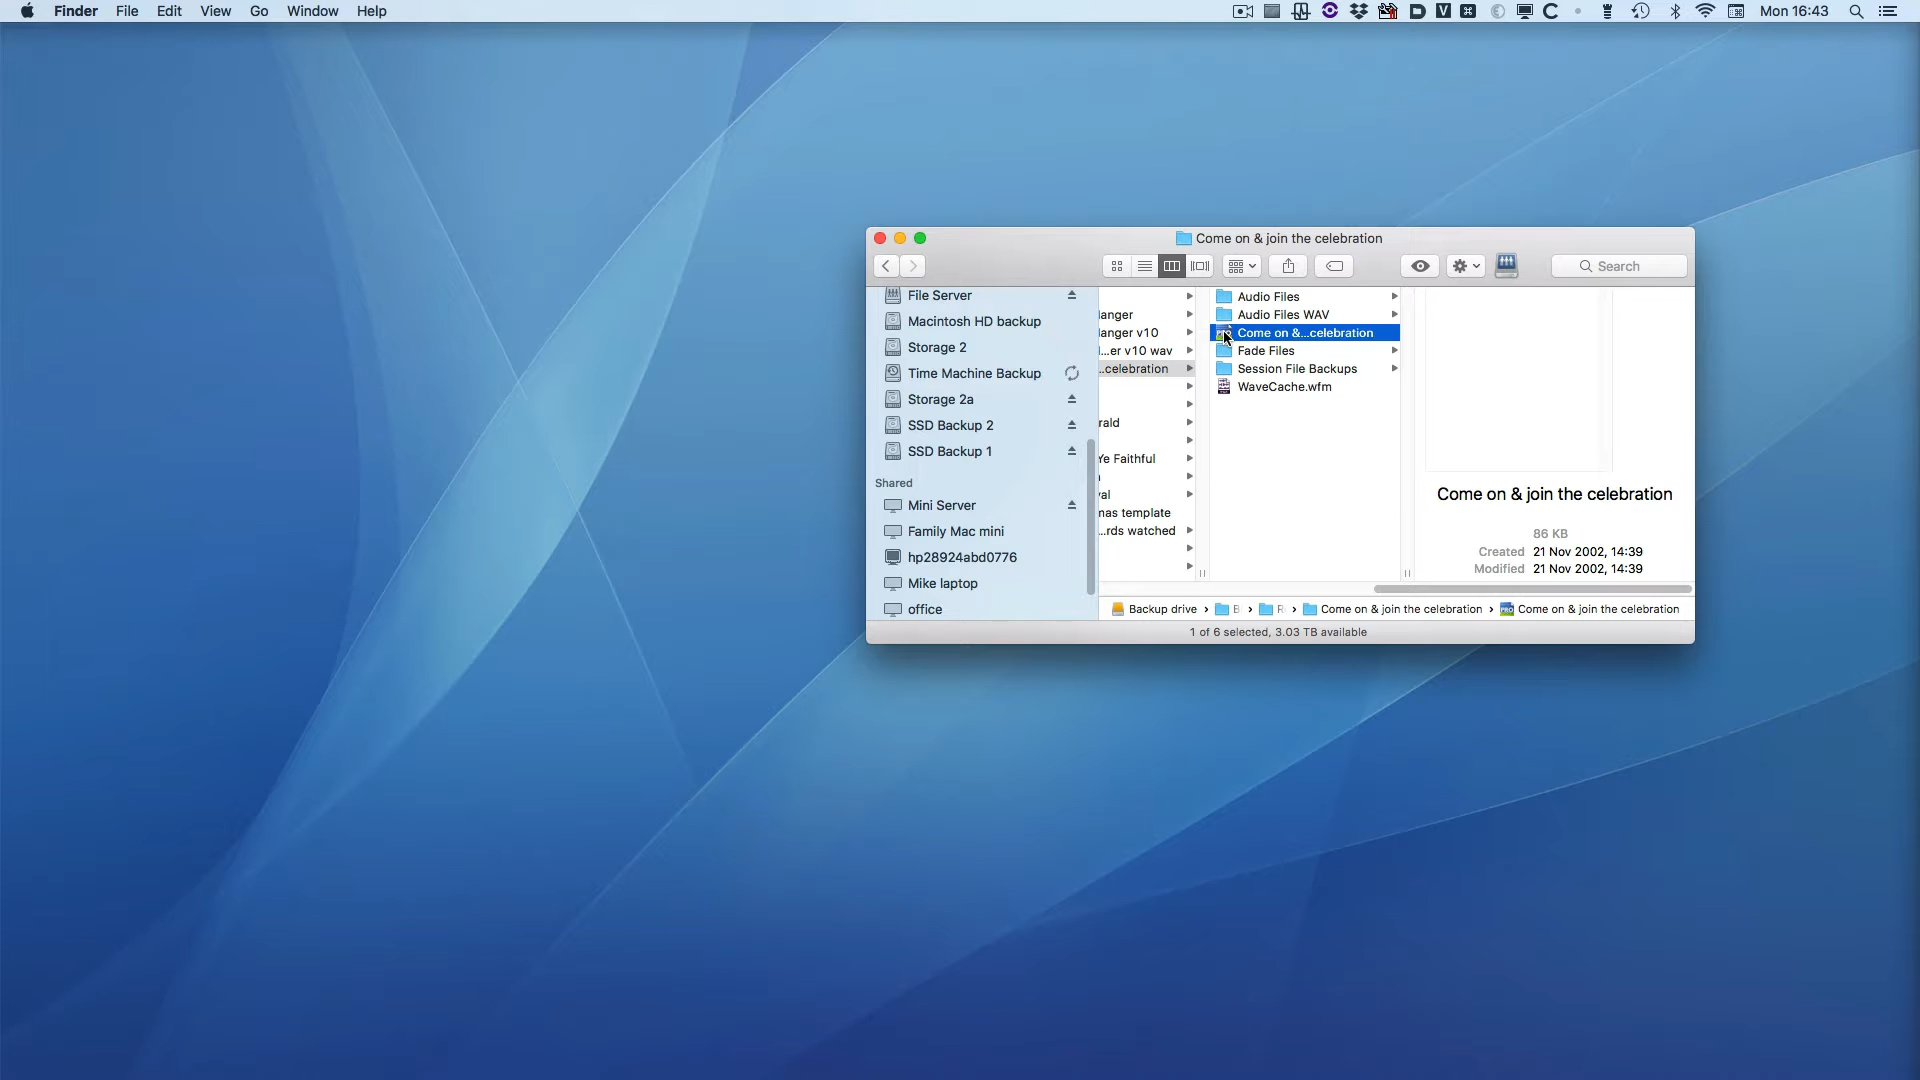 Finder File Edit View Go Window Help
Mon 16:43
Come on & join the celebration
Search
File Server
Macintosh HD backup
Storage 2
Time Machine Backup
Storage 2a
SSD Backup 2
SSD Backup 1
Shared
Mini Server
Family Mac mini
hp28924abd0776
Mike laptop
office
langer
langer v10
l...er v10 wav
...celebration
rald
Ye Faithful
val
mas template
...rds watched
Audio Files
Audio Files WAV
Come on &...celebration
Fade Files
Session File Backups
WaveCache.wfm
Come on & join the celebration
86 KB
Created 21 Nov 2002, 14:39
Modified 21 Nov 2002, 14:39
Backup drive › B › R › Come on & join the celebration › Come on & join the celebration
1 of 6 selected, 3.03 TB available